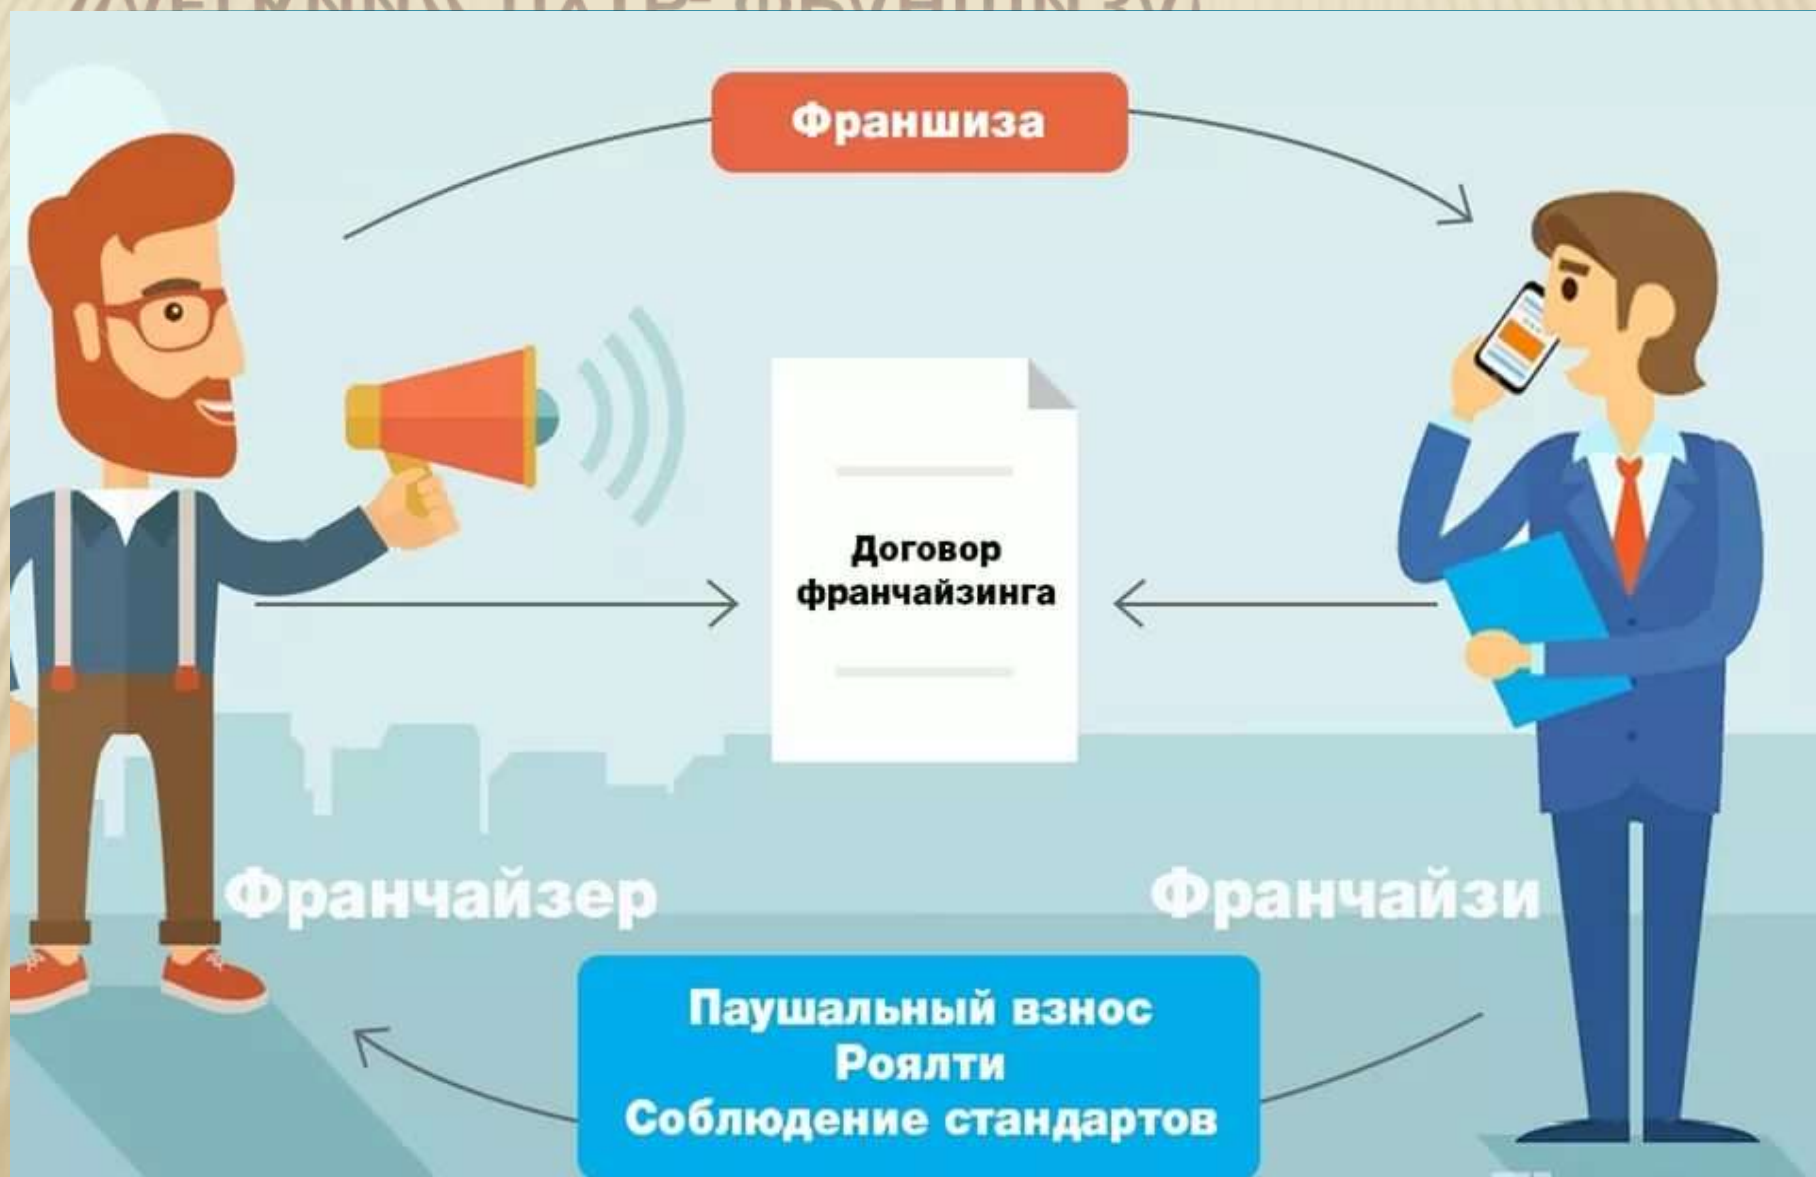 Франшиза
Договор
франчайзинга
Франчайзер
Франчайзи
Паушальный взнос
Роялти
Соблюдение стандартов